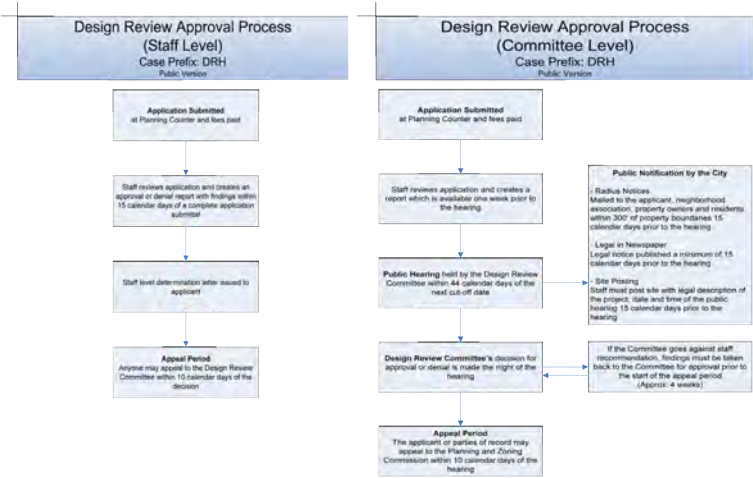 Design Review Approval Process
(Staff Level)
Case Prefix: DRH
Public Version
Application Submitted
at Planning Counter and fees paid
Staff reviews application and creates an
approval or denial report with findings within
15 calendar days of a complete application
submittal
Staff level determination letter issued to
applicant
Appeal Period
Anyone may appeal to the Design Review
Committee within 10 calendar days of the
decision
Design Review Approval Process
(Committee Level)
Case Prefix: DRH
Public Version
Application Submitted
at Planning Counter and fees paid
Staff reviews application and creates a
report which is available one week prior to
the hearing
Public Hearing held by the Design Review
Committee within 44 calendar days of the
next cut-off date
Public Notification by the City
- Radius Notices
Mailed to the applicant, neighborhood
association, property owners and residents
within 300' of property boundaries 15
calendar days prior to the hearing
- Legal in Newspaper
Legal notice published a minimum of 15
calendar days prior to the hearing
- Site Posting
Staff must post site with legal description of
the project, date and time of the public
hearing 15 calendar days prior to the
hearing
Design Review Committee's decision for
approval or denial is made the night of the
hearing
If the Committee goes against staff
recommendation, findings must be taken
back to the Committee for approval prior to
the start of the appeal period
(Approx. 4 weeks)
Appeal Period
The applicant or parties of record may
appeal to the Planning and Zoning
Commission within 10 calendar days of the
hearing